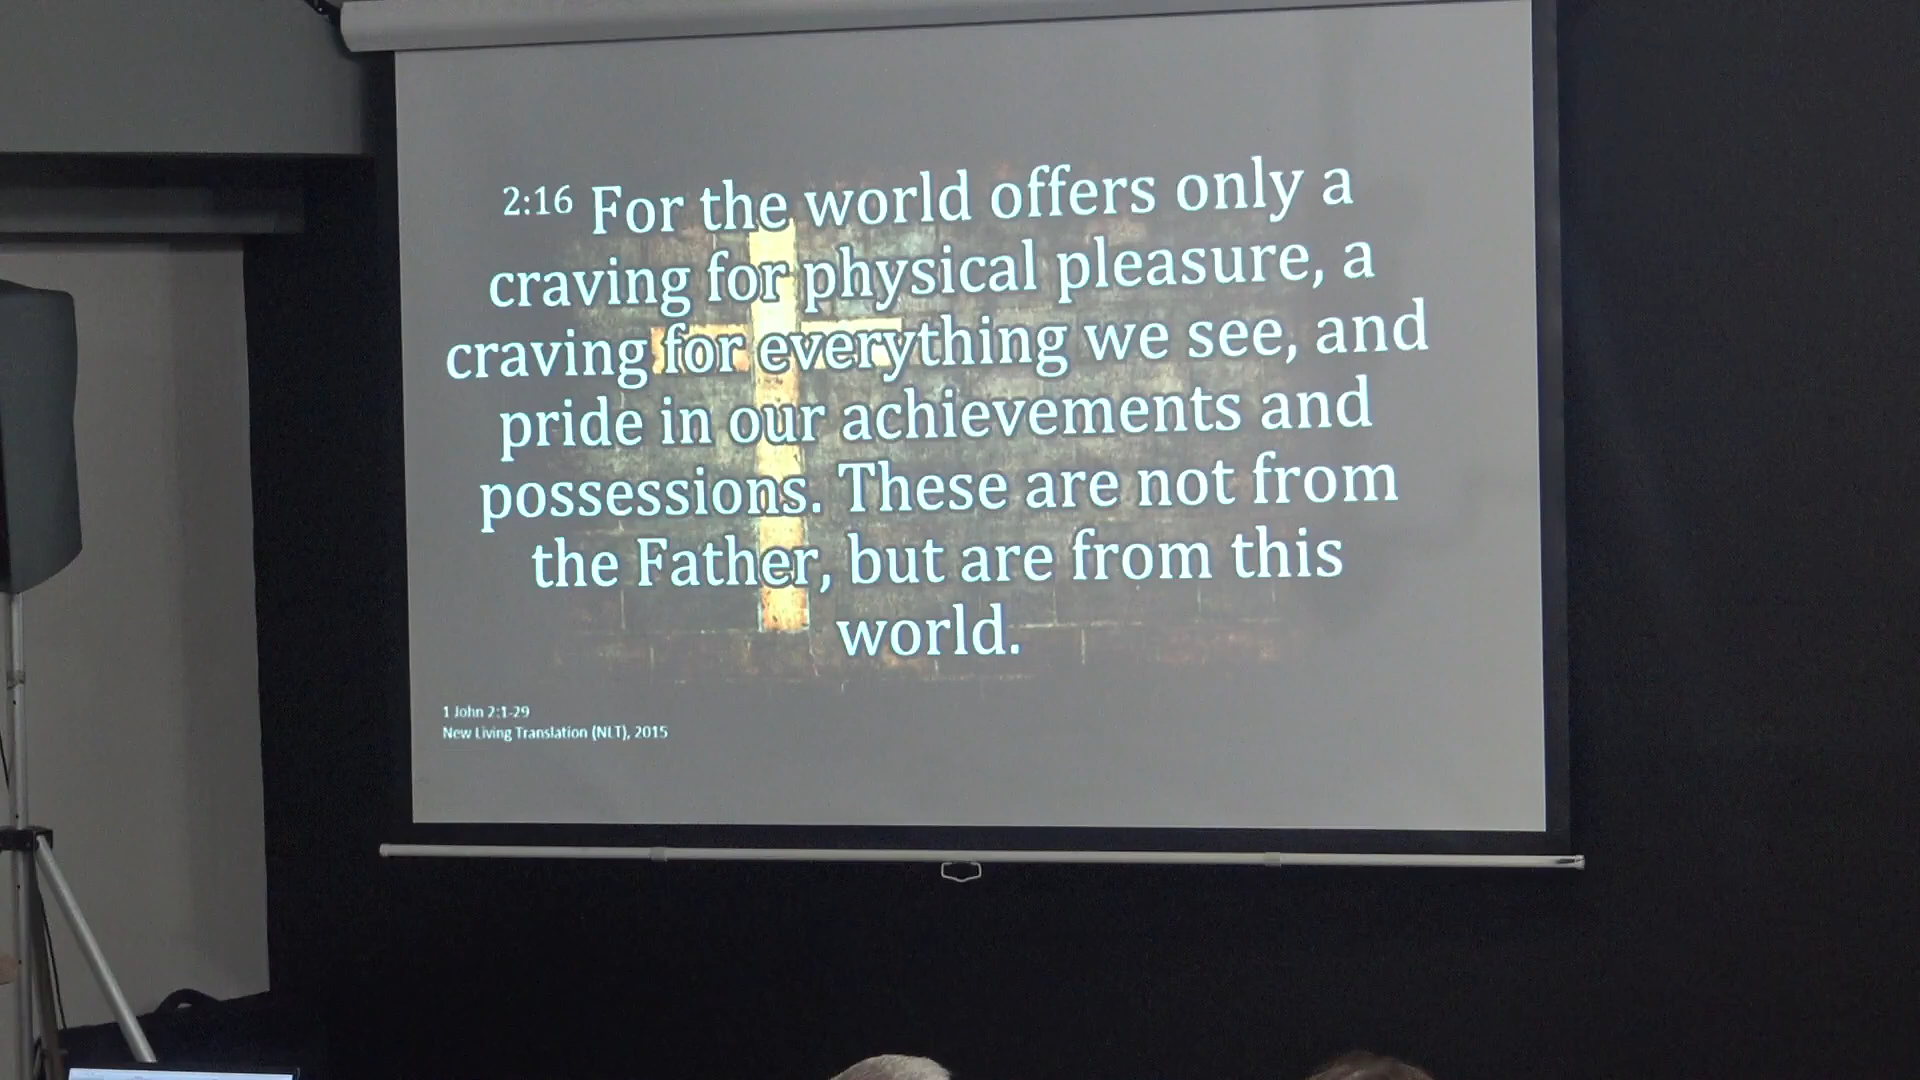 2:16 For the world offers only a
craving for physical pleasure, a
craving for everything we see, and
pride in our achievements and
possessions. These are not from
the Father, but are from this
world.
1 John 2:1-29
New Living Translation (NLT), 2015